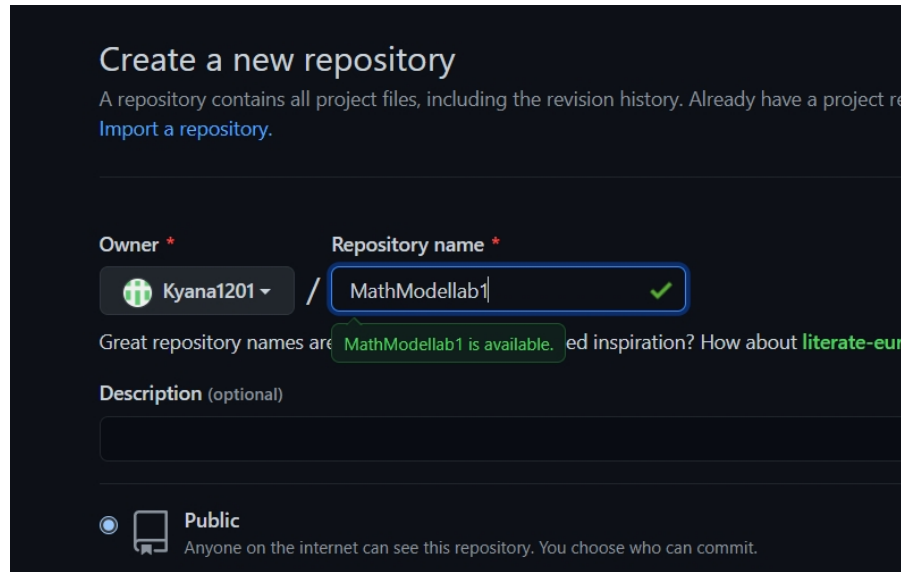 Create a new repository
A repository contains all project files, including the revision history. Already have a project
Import a repository.
Owner *
Repository name *
Kyana1201
/
MathModellab1
Great repository names are ed inspiration? How about literate-eur
MathModellab1 is available.
Description (optional)
Public
Anyone on the internet can see this repository. You choose who can commit.